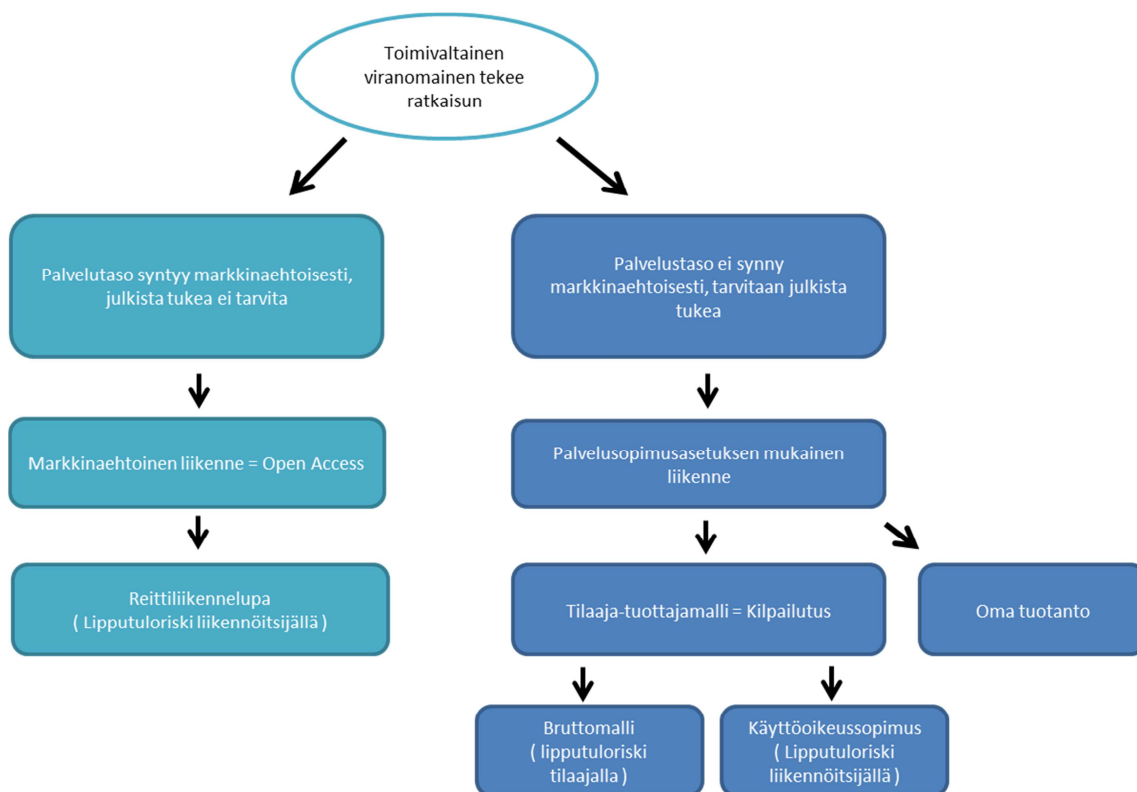 Toimivaltainen
viranomainen tekee
ratkaisun
Palvelutaso syntyy markkinaehtoisesti,
julkista tukea ei tarvita
Palvelustaso ei synny
markkinaehtoisesti, tarvitaan julkista
tukea
Markkinaehtoinen liikenne = Open Access
Palvelusopimusasetuksen mukainen
liikenne
Reittiliikennelupa
( Lipputuloriski liikennöitsijällä )
Tilaaja-tuottajamalli = Kilpailutus
Oma tuotanto
Bruttomalli
( lipputuloriski
tilaajalla )
Käyttöoikeussopimus
( Lipputuloriski
liikennöitsijällä )